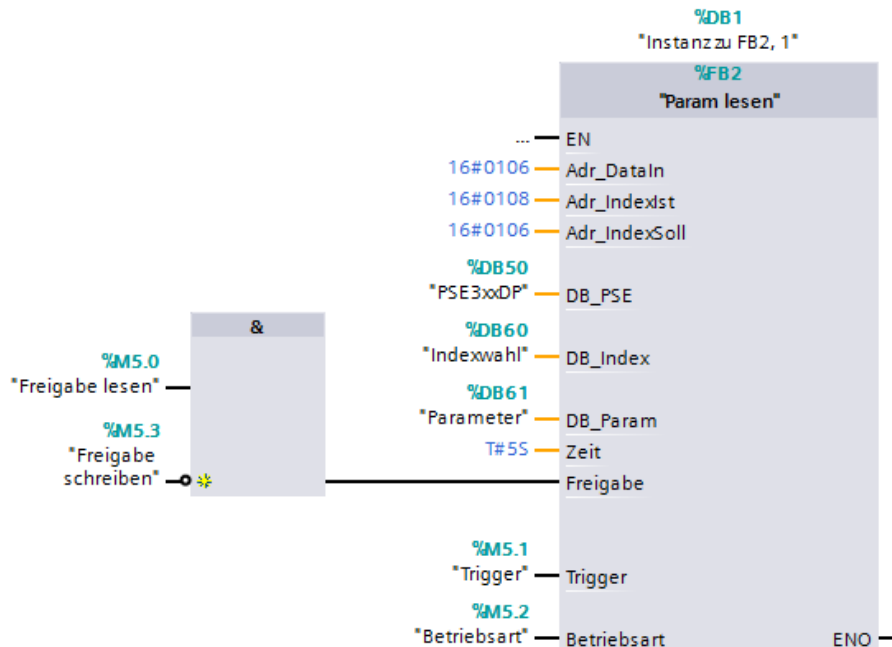 %DB1
"Instanz zu FB2, 1"
%FB2
"Param lesen"
... EN
16#0106 Adr_DataIn
16#0108 Adr_IndexIst
16#0106 Adr_IndexSoll
%DB50
"PSE3xxDP" DB_PSE
%DB60
"Indexwahl" DB_Index
%DB61
"Parameter" DB_Param
T#5S Zeit
&
%M5.0
"Freigabe lesen"
%M5.3
"Freigabe
schreiben"
Freigabe
%M5.1
"Trigger" Trigger
%M5.2
"Betriebsart" Betriebsart ENO